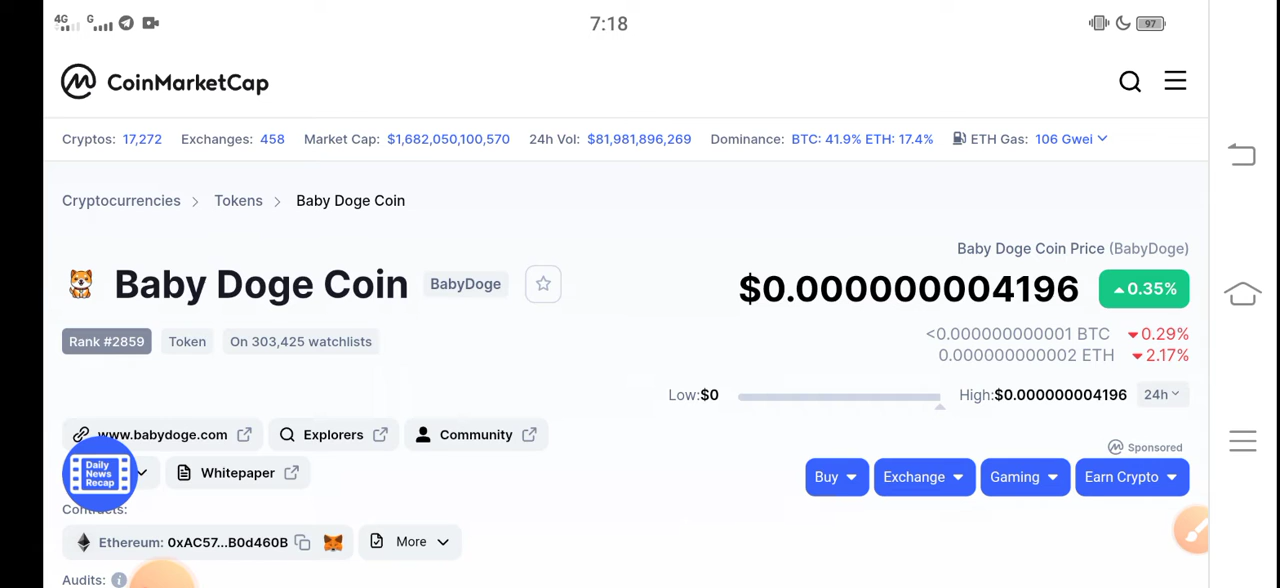 4G G 7:18 97
CoinMarketCap
Cryptos: 17,272 Exchanges: 458 Market Cap: $1,682,050,100,570 24h Vol: $81,981,896,269 Dominance: BTC: 41.9% ETH: 17.4% ETH Gas: 106 Gwei
Cryptocurrencies > Tokens > Baby Doge Coin
Baby Doge Coin Price (BabyDoge)
Baby Doge Coin BabyDoge $0.000000004196 0.35%
<0.000000000001 BTC 0.29%
Rank #2859 Token On 303,425 watchlists
0.000000000002 ETH 2.17%
Low:$0 High:$0.000000004196 24h
www.babydoge.com Explorers Community
Sponsored
Daily
News
Recap
Whitepaper
Buy Exchange Gaming Earn Crypto
Contracts:
Ethereum: 0xAC57...B0d460B More
Audits: i